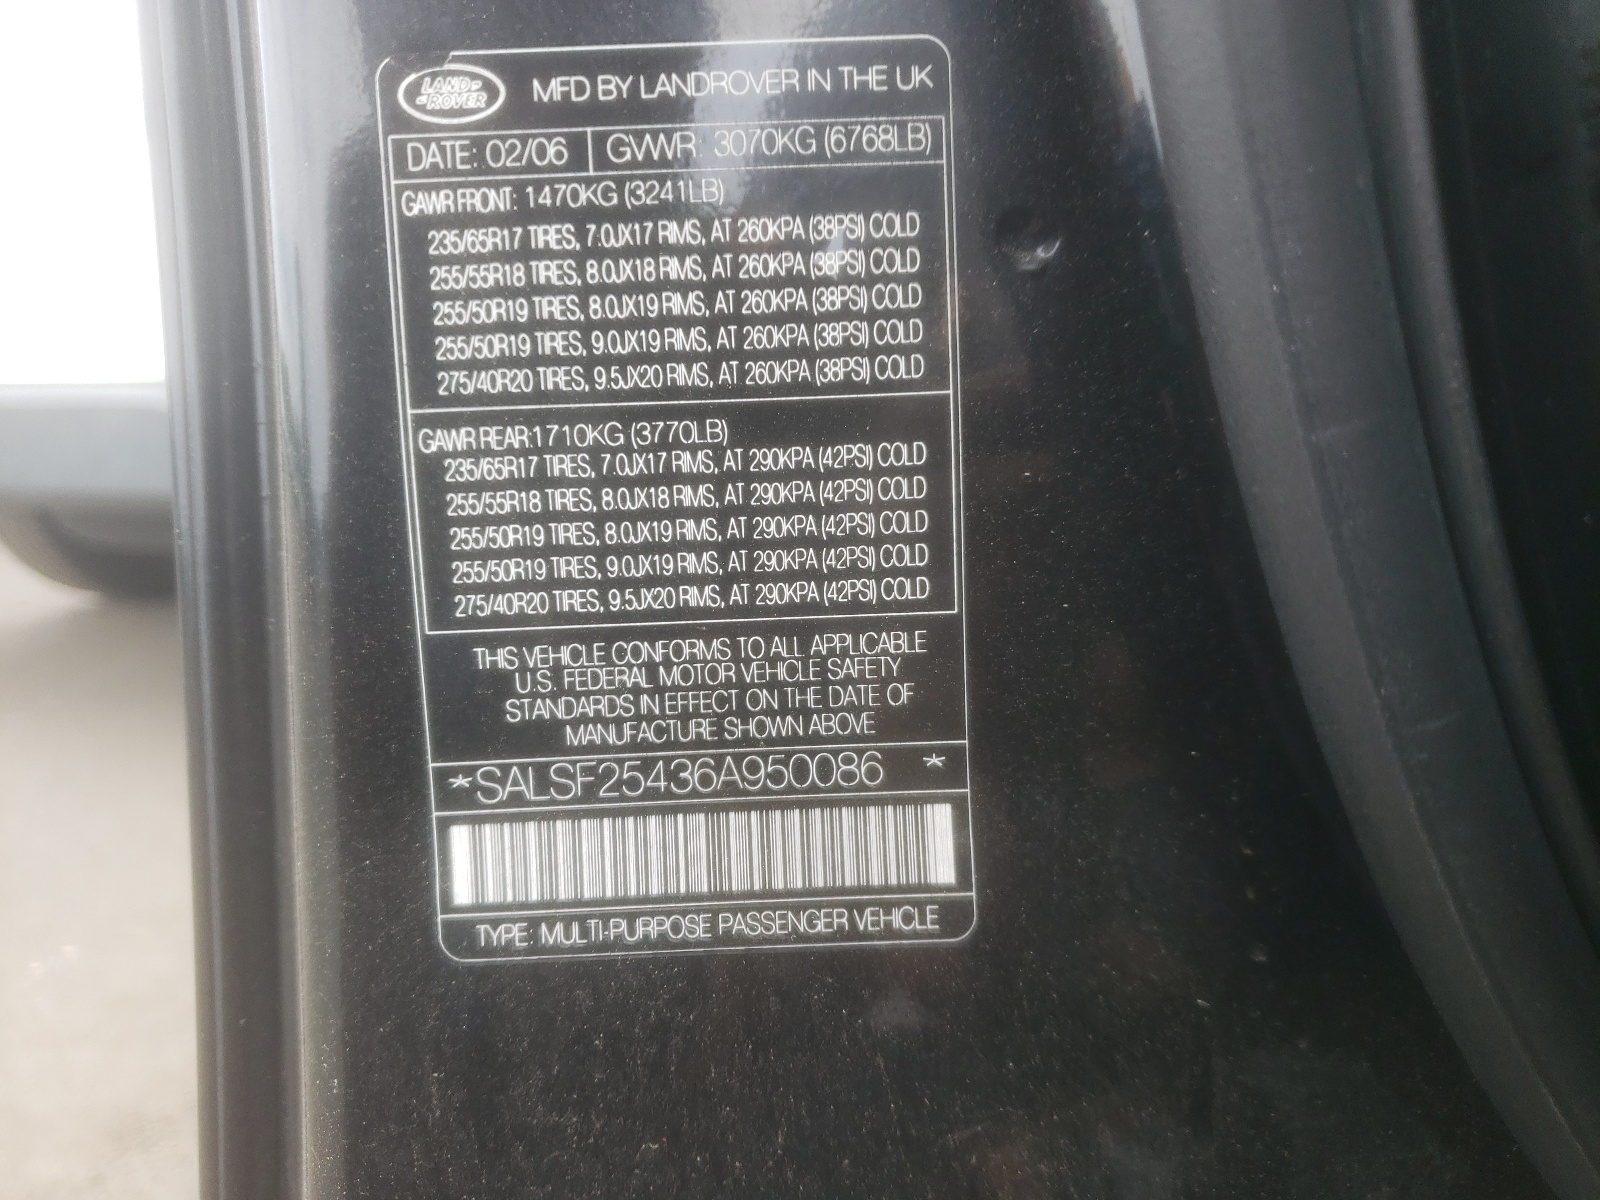 LAND-
-ROVER
MFD BY LANDROVER IN THE UK
DATE: 02/06 GVWR: 3070KG (6768LB)
GAWR FRONT: 1470KG (3241LB)
235/65R17 TIRES, 7.0JX17 RIMS, AT 260KPA (38PSI) COLD
255/55R18 TIRES, 8.0JX18 RIMS, AT 260KPA (38PSI) COLD
255/50R19 TIRES, 8.0JX19 RIMS, AT 260KPA (38PSI) COLD
255/50R19 TIRES, 9.0JX19 RIMS, AT 260KPA (38PSI) COLD
275/40R20 TIRES, 9.5JX20 RIMS, AT 260KPA (38PSI) COLD
GAWR REAR:1710KG (3770LB)
235/65R17 TIRES, 7.0JX17 RIMS, AT 290KPA (42PSI) COLD
255/55R18 TIRES, 8.0JX18 RIMS, AT 290KPA (42PSI) COLD
255/50R19 TIRES, 8.0JX19 RIMS, AT 290KPA (42PSI) COLD
255/50R19 TIRES, 9.0JX19 RIMS, AT 290KPA (42PSI) COLD
275/40R20 TIRES, 9.5JX20 RIMS, AT 290KPA (42PSI) COLD
THIS VEHICLE CONFORMS TO ALL APPLICABLE
U.S. FEDERAL MOTOR VEHICLE SAFETY
STANDARDS IN EFFECT ON THE DATE OF
MANUFACTURE SHOWN ABOVE
*SALSF25436A950086 *
TYPE: MULTI-PURPOSE PASSENGER VEHICLE